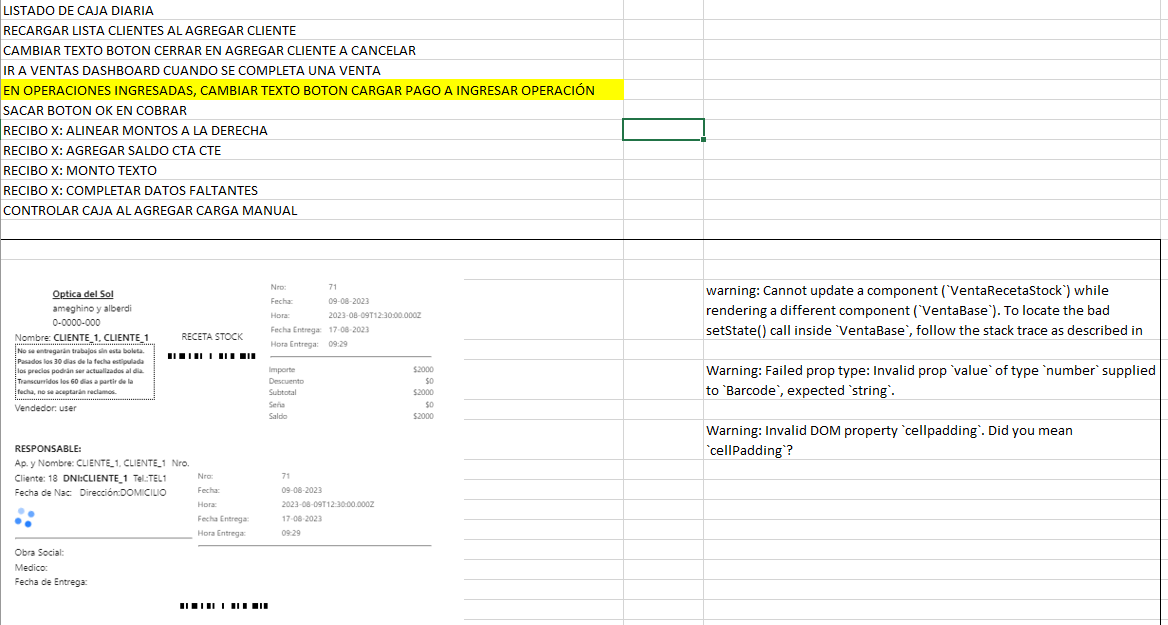 LISTADO DE CAJA DIARIA
RECARGAR LISTA CLIENTES AL AGREGAR CLIENTE
CAMBIAR TEXTO BOTON CERRAR EN AGREGAR CLIENTE A CANCELAR
IR A VENTAS DASHBOARD CUANDO SE COMPLETA UNA VENTA
EN OPERACIONES INGRESADAS, CAMBIAR TEXTO BOTON CARGAR PAGO A INGRESAR OPERACIÓN
SACAR BOTON OK EN COBRAR
RECIBO X: ALINEAR MONTOS A LA DERECHA
RECIBO X: AGREGAR SALDO CTA CTE
RECIBO X: MONTO TEXTO
RECIBO X: COMPLETAR DATOS FALTANTES
CONTROLAR CAJA AL AGREGAR CARGA MANUAL
Optica del Sol
ameghino y alberdi
0-0000-000
Nombre: CLIENTE_1, CLIENTE_1
No se entregarán trabajos sin esta boleta.
Pasados los 30 días de la fecha estipulada
los precios podrán ser actualizados al día.
Transcurridos los 60 días a partir de la
fecha, no se aceptarán reclamos.
Vendedor: user
RECETA STOCK
Nro: 71
Fecha: 09-08-2023
Hora: 2023-08-09T12:30:00.000Z
Fecha Entrega: 17-08-2023
Hora Entrega: 09:29
Importe $2000
Descuento $0
Subtotal $2000
Seña $0
Saldo $2000
RESPONSABLE:
Ap. y Nombre: CLIENTE_1, CLIENTE_1 Nro.
Cliente: 18 DNI:CLIENTE_1 Tel.:TEL1
Fecha de Nac: Dirección:DOMICILIO
Nro: 71
Fecha: 09-08-2023
Hora: 2023-08-09T12:30:00.000Z
Fecha Entrega: 17-08-2023
Hora Entrega: 09:29
Obra Social:
Medico:
Fecha de Entrega:
warning: Cannot update a component (`VentaRecetaStock`) while
rendering a different component (`VentaBase`). To locate the bad
setState() call inside `VentaBase`, follow the stack trace as described in
Warning: Failed prop type: Invalid prop `value` of type `number` supplied
to `Barcode`, expected `string`.
Warning: Invalid DOM property `cellpadding`. Did you mean
`cellPadding`?